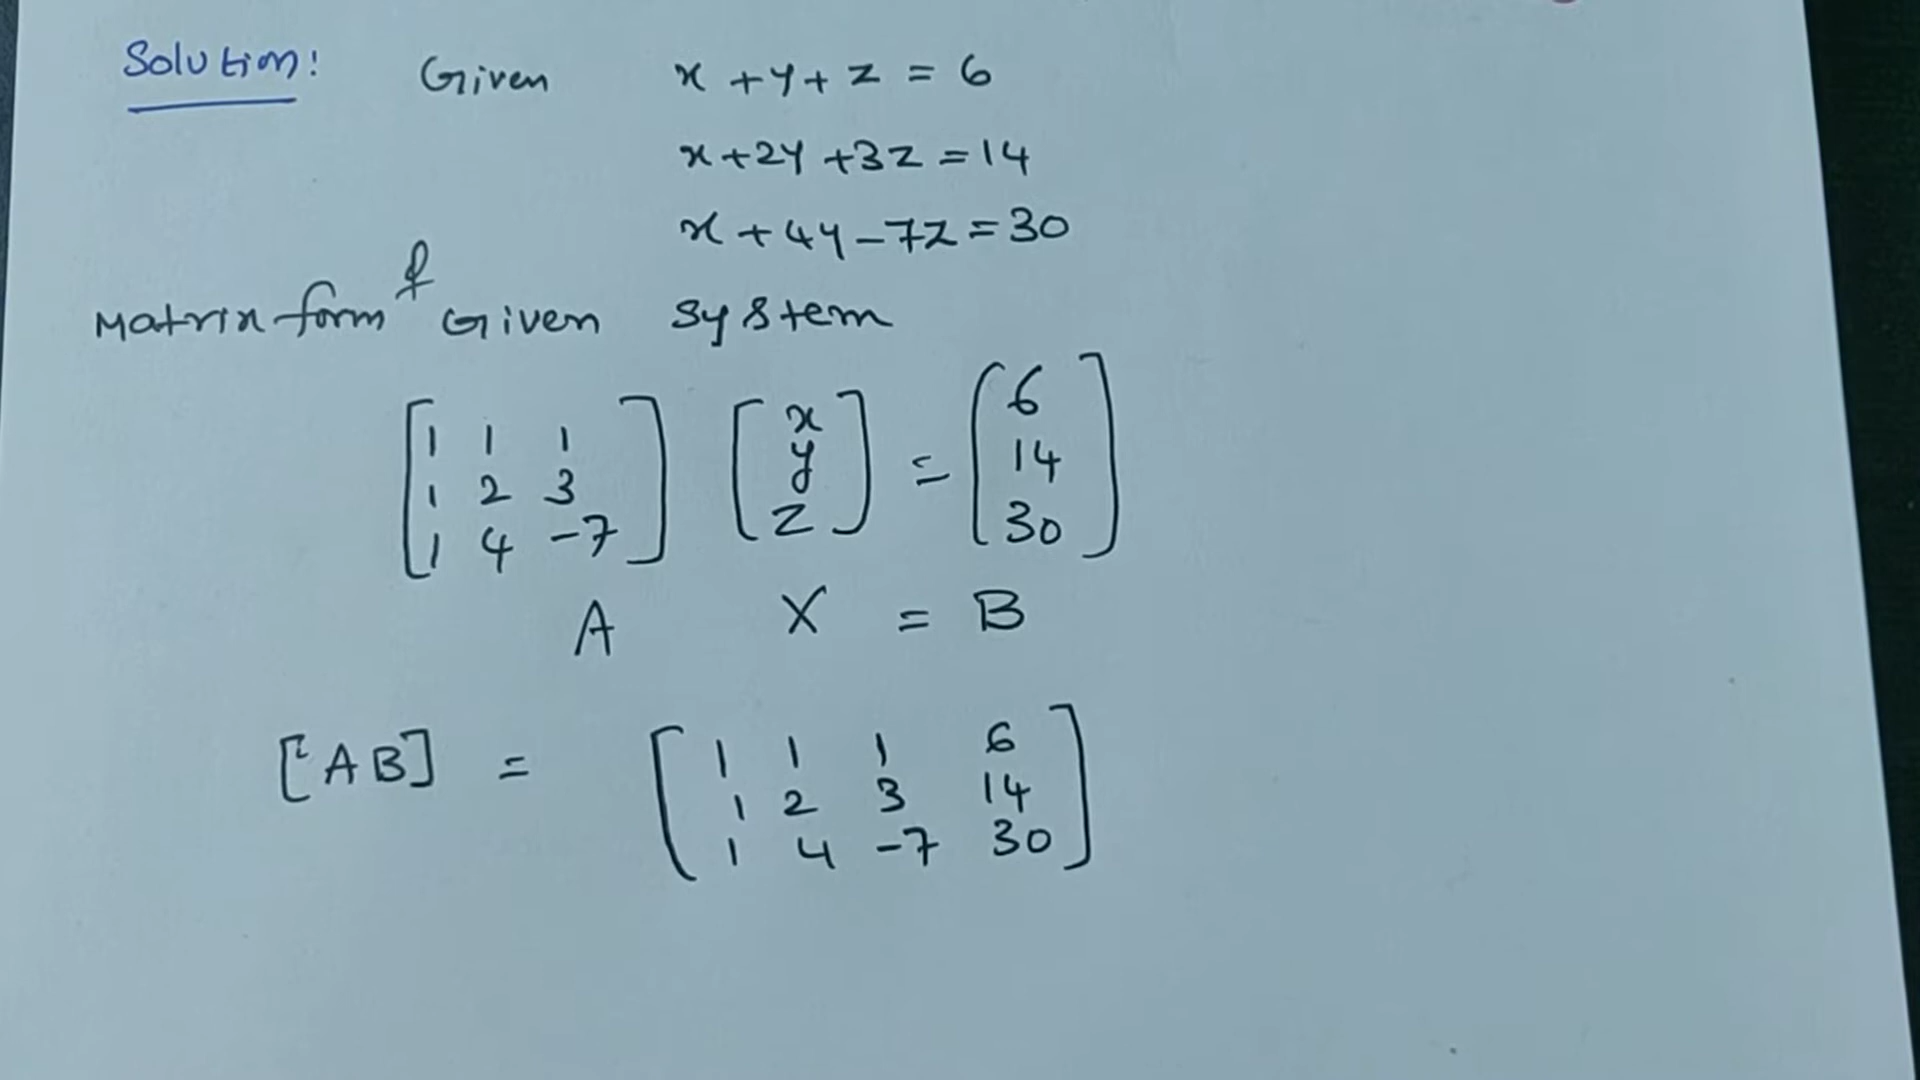 Solution: Given x + y + z = 6
x + 2y + 3z = 14
x + 4y - 7z = 30
Matrix form of Given system
[1 1 1] [x] = [6]
[1 2 3] [y] [14]
[1 4 -7] [z] [30]
A X = B
[AB] = [1 1 1 6]
[1 2 3 14]
[1 4 -7 30]